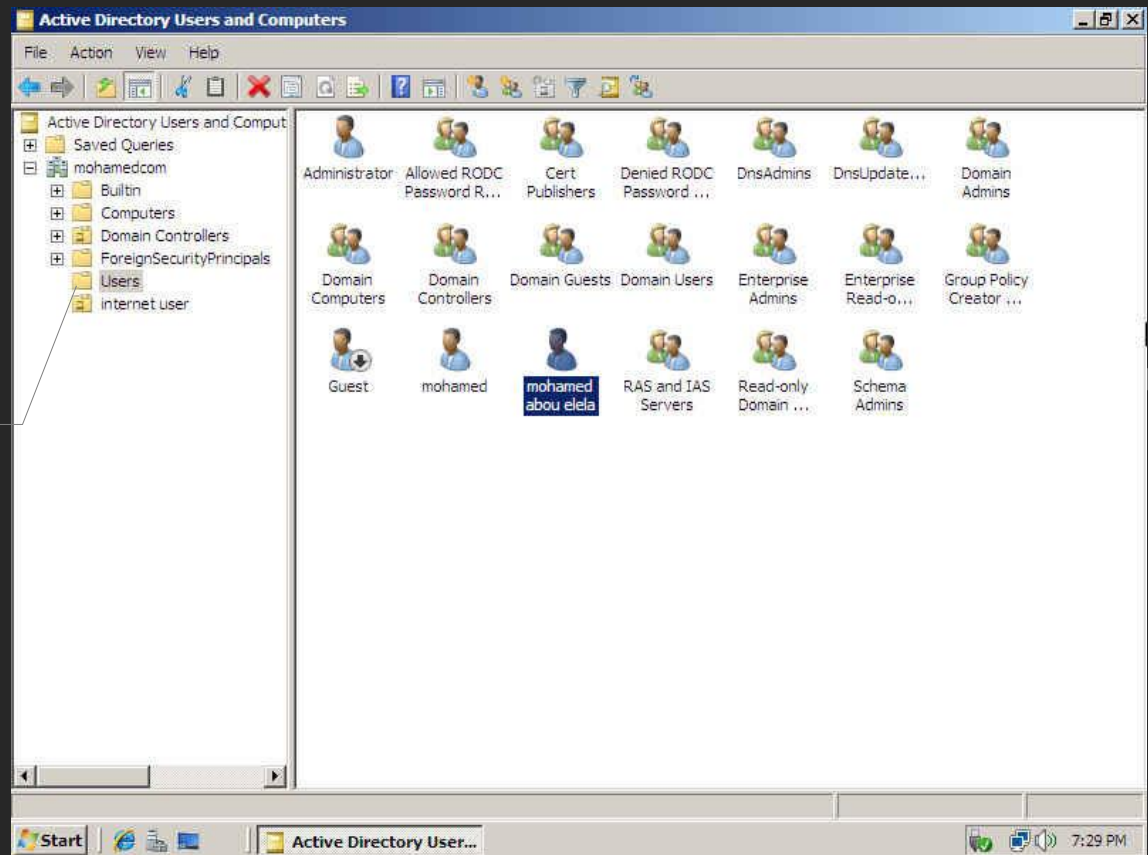 Active Directory Users and Computers
File Action View Help
Active Directory Users and Comput
Saved Queries
mohamedcom
Builtin
Computers
Domain Controllers
ForeignSecurityPrincipals
Users
internet user
Administrator
Allowed RODC
Password R...
Cert
Publishers
Denied RODC
Password ...
DnsAdmins
DnsUpdate...
Domain
Admins
Domain
Computers
Domain
Controllers
Domain Guests
Domain Users
Enterprise
Admins
Enterprise
Read-o...
Group Policy
Creator ...
Guest
mohamed
mohamed
abou elela
RAS and IAS
Servers
Read-only
Domain ...
Schema
Admins
Start
Active Directory User...
7:29 PM